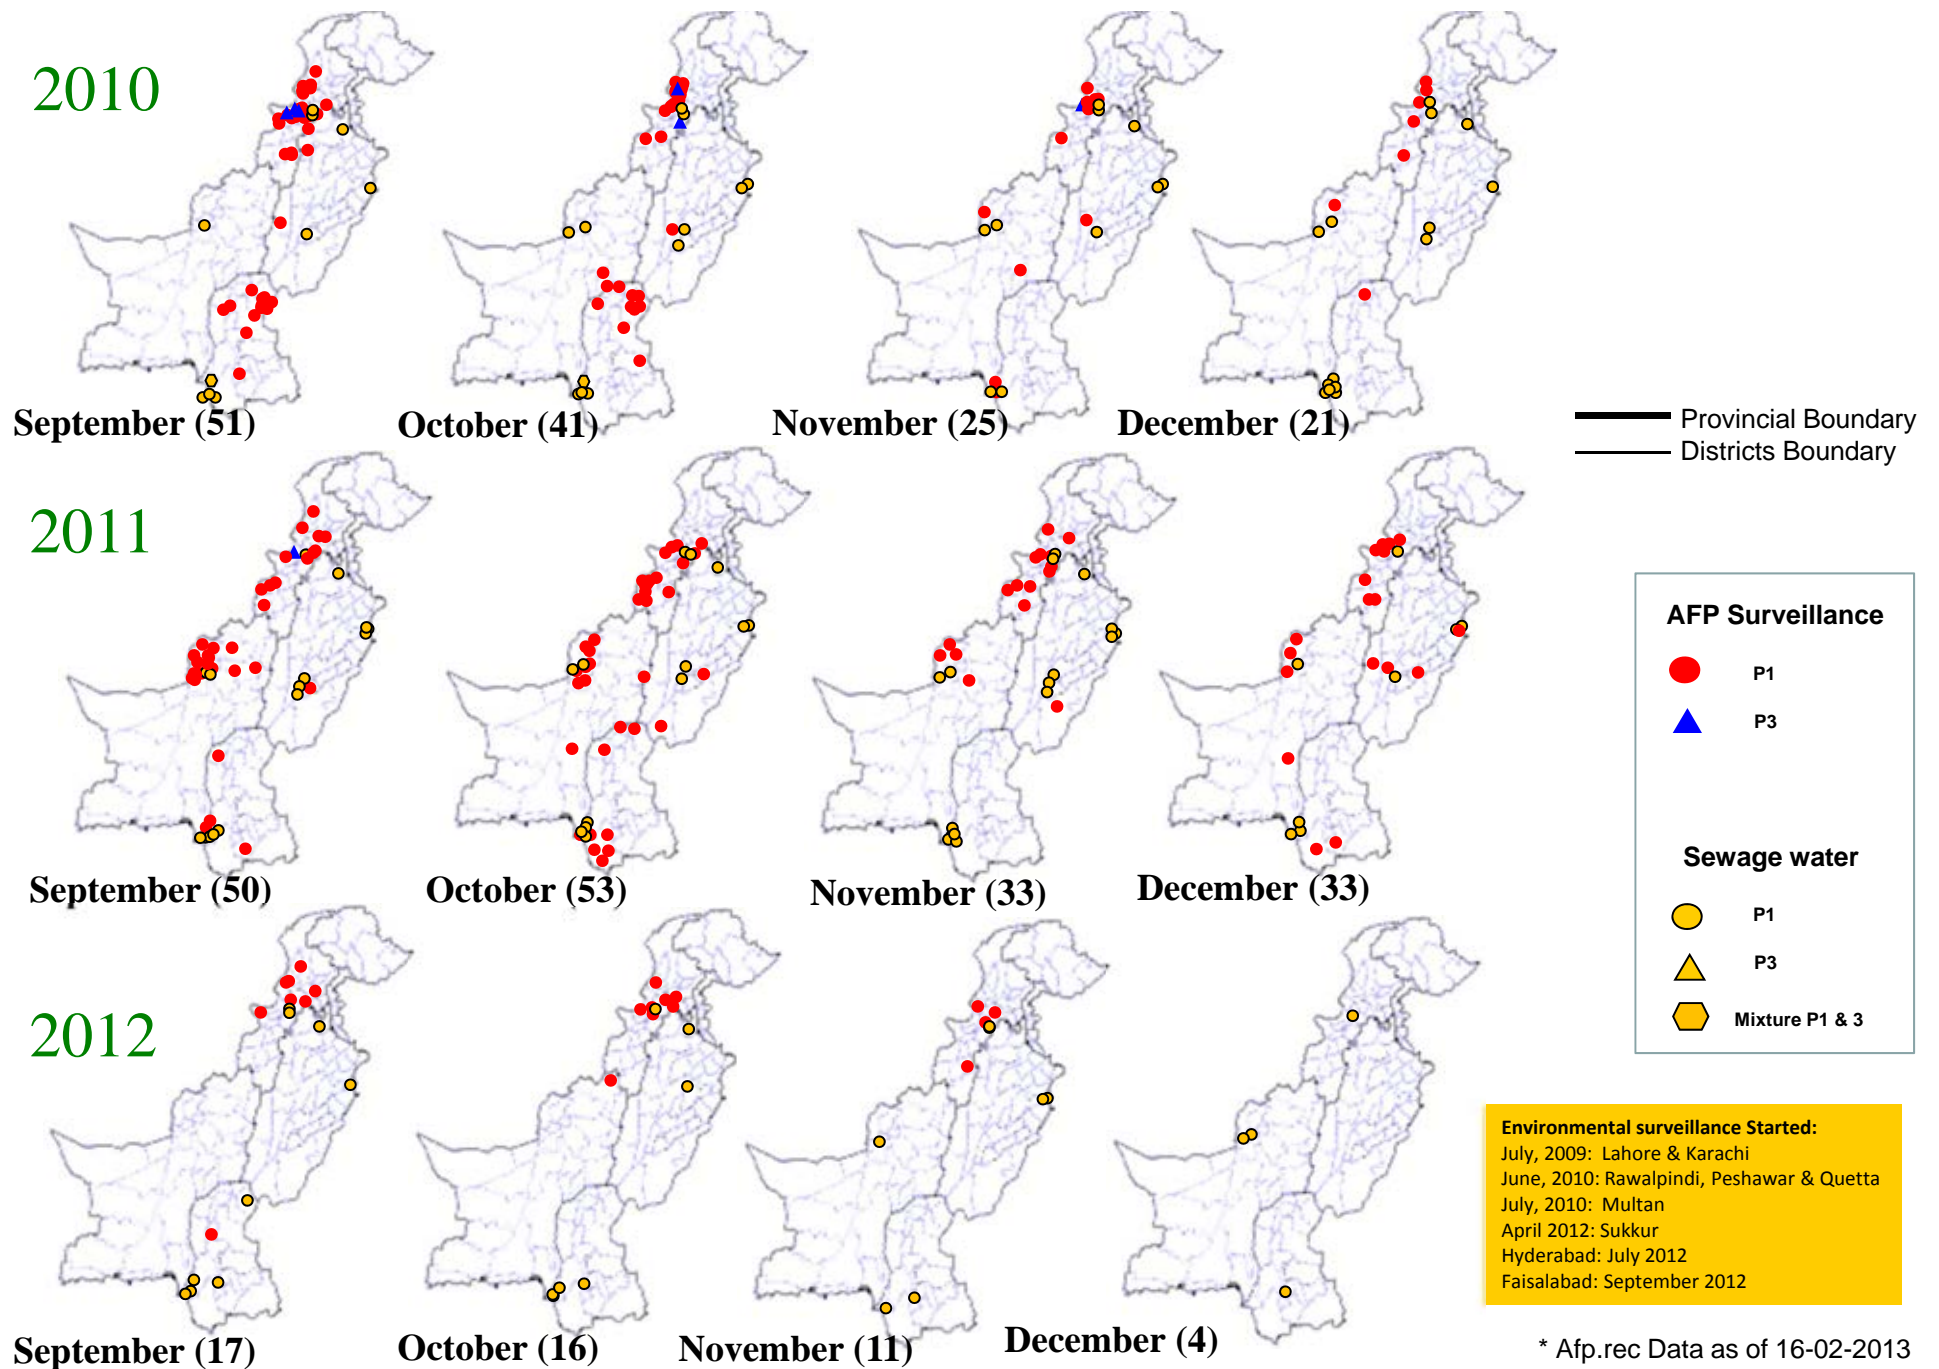 2010
September (51)
October (41)
November (25)
December (21)
Provincial Boundary
Districts Boundary
2011
September (50)
October (53)
November (33)
December (33)
AFP Surveillance
P1
P3
Sewage water
P1
P3
Mixture P1 & 3
2012
September (17)
October (16)
November (11)
December (4)
Environmental surveillance Started:
July, 2009: Lahore & Karachi
June, 2010: Rawalpindi, Peshawar & Quetta
July, 2010: Multan
April 2012: Sukkur
Hyderabad: July 2012
Faisalabad: September 2012
* Afp.rec Data as of 16-02-2013